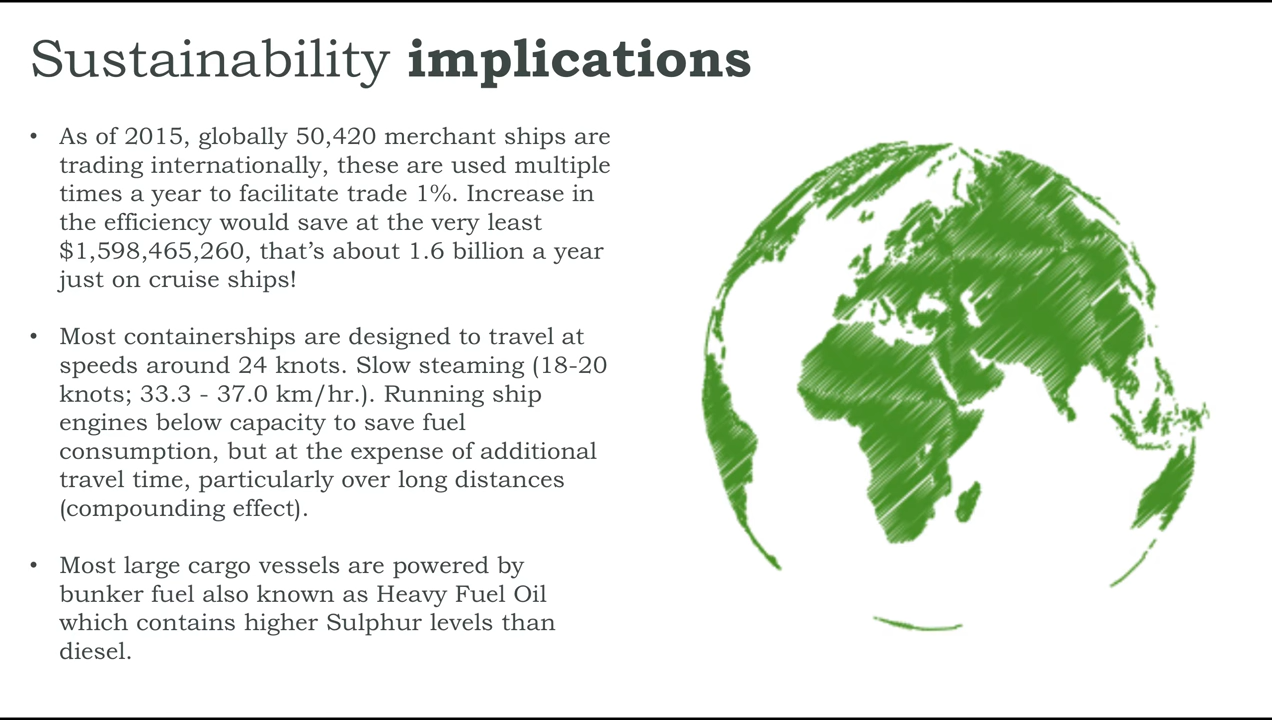 Sustainability implications
• As of 2015, globally 50,420 merchant ships are
trading internationally, these are used multiple
times a year to facilitate trade 1%. Increase in
the efficiency would save at the very least
$1,598,465,260, that’s about 1.6 billion a year
just on cruise ships!
• Most containerships are designed to travel at
speeds around 24 knots. Slow steaming (18-20
knots; 33.3 - 37.0 km/hr.). Running ship
engines below capacity to save fuel
consumption, but at the expense of additional
travel time, particularly over long distances
(compounding effect).
• Most large cargo vessels are powered by
bunker fuel also known as Heavy Fuel Oil
which contains higher Sulphur levels than
diesel.